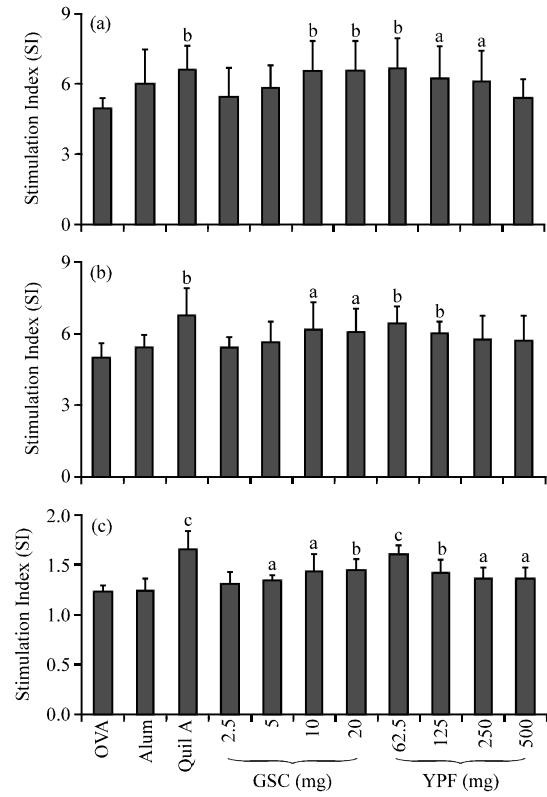 (a)
Stimulation Index (SI)
9
6
3
0
b
b
b
b
a
a
(b)
Stimulation Index (SI)
9
6
3
0
b
a
a
b
b
(c)
Stimulation Index (SI)
2.0
1.5
1.0
0.5
0.0
c
a
a
b
c
b
a
a
OVA
Alum
Quil A
2.5
5
10
20
62.5
125
250
500
GSC (mg)
YPF (mg)